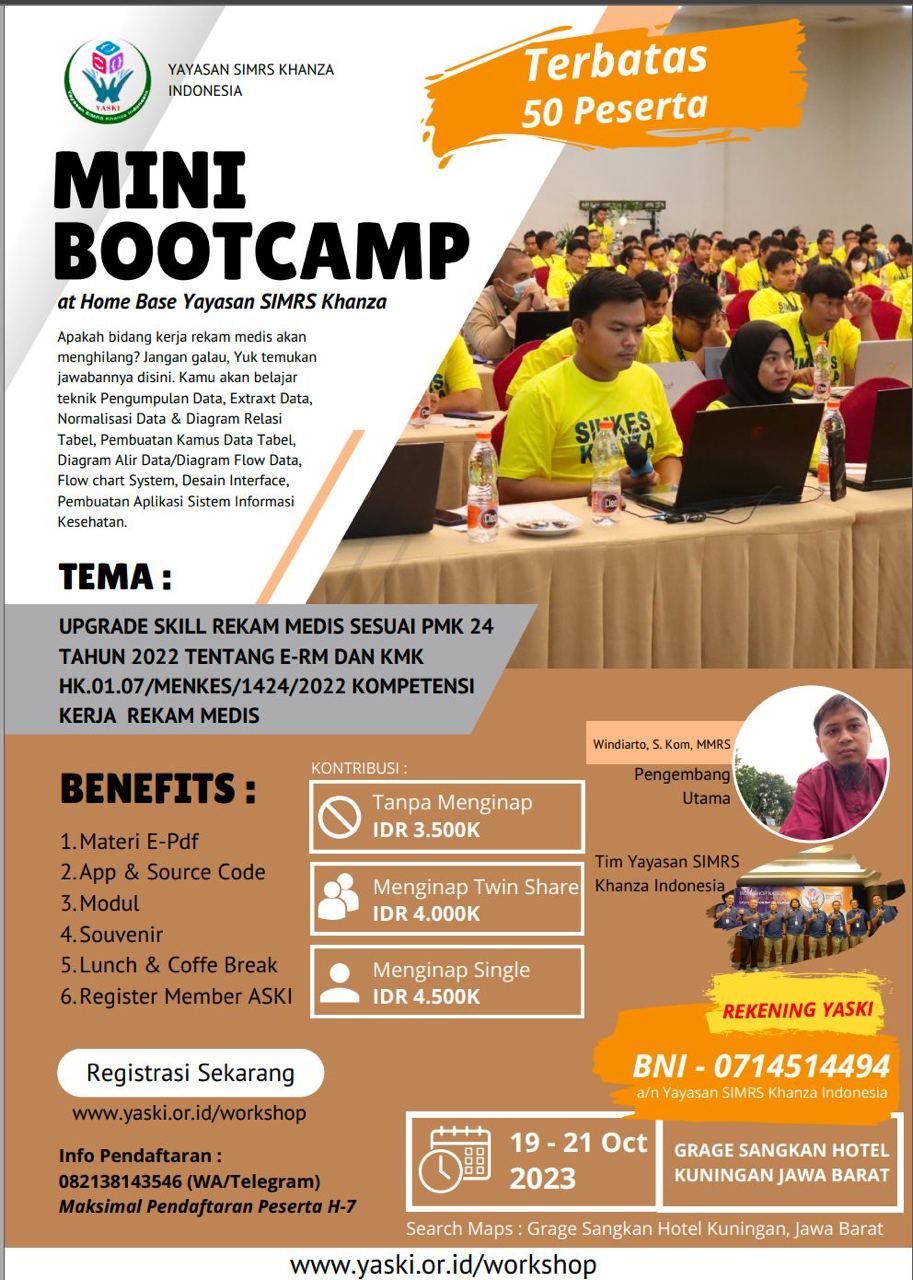 YAYASAN SIMRS KHANZA
INDONESIA
YASKI
Yayasan SIMRS Khanza Indonesia
Terbatas
50 Peserta
MINI
BOOTCAMP
at Home Base Yayasan SIMRS Khanza
Apakah bidang kerja rekam medis akan
menghilang? Jangan galau, Yuk temukan
jawabannya disini. Kamu akan belajar
teknik Pengumpulan Data, Extraxt Data,
Normalisasi Data & Diagram Relasi
Tabel, Pembuatan Kamus Data Tabel,
Diagram Alir Data/Diagram Flow Data,
Flow chart System, Desain Interface,
Pembuatan Aplikasi Sistem Informasi
Kesehatan.
SIMKES
KHANZA
TEMA :
UPGRADE SKILL REKAM MEDIS SESUAI PMK 24
TAHUN 2022 TENTANG E-RM DAN KMK
HK.01.07/MENKES/1424/2022 KOMPETENSI
KERJA REKAM MEDIS
BENEFITS :
1. Materi E-Pdf
2. App & Source Code
3. Modul
4. Souvenir
5. Lunch & Coffe Break
6. Register Member ASKI
KONTRIBUSI :
Tanpa Menginap
IDR 3.500K
Menginap Twin Share
IDR 4.000K
Menginap Single
IDR 4.500K
Windiarto, S. Kom, MMRS
Pengembang
Utama
Tim Yayasan SIMRS
Khanza Indonesia
REKENING YASKI
BNI - 0714514494
a/n Yayasan SIMRS Khanza Indonesia
Registrasi Sekarang
www.yaski.or.id/workshop
Info Pendaftaran :
082138143546 (WA/Telegram)
Maksimal Pendaftaran Peserta H-7
19 - 21 Oct
2023
GRAGE SANGKAN HOTEL
KUNINGAN JAWA BARAT
Search Maps : Grage Sangkan Hotel Kuningan, Jawa Barat
www.yaski.or.id/workshop